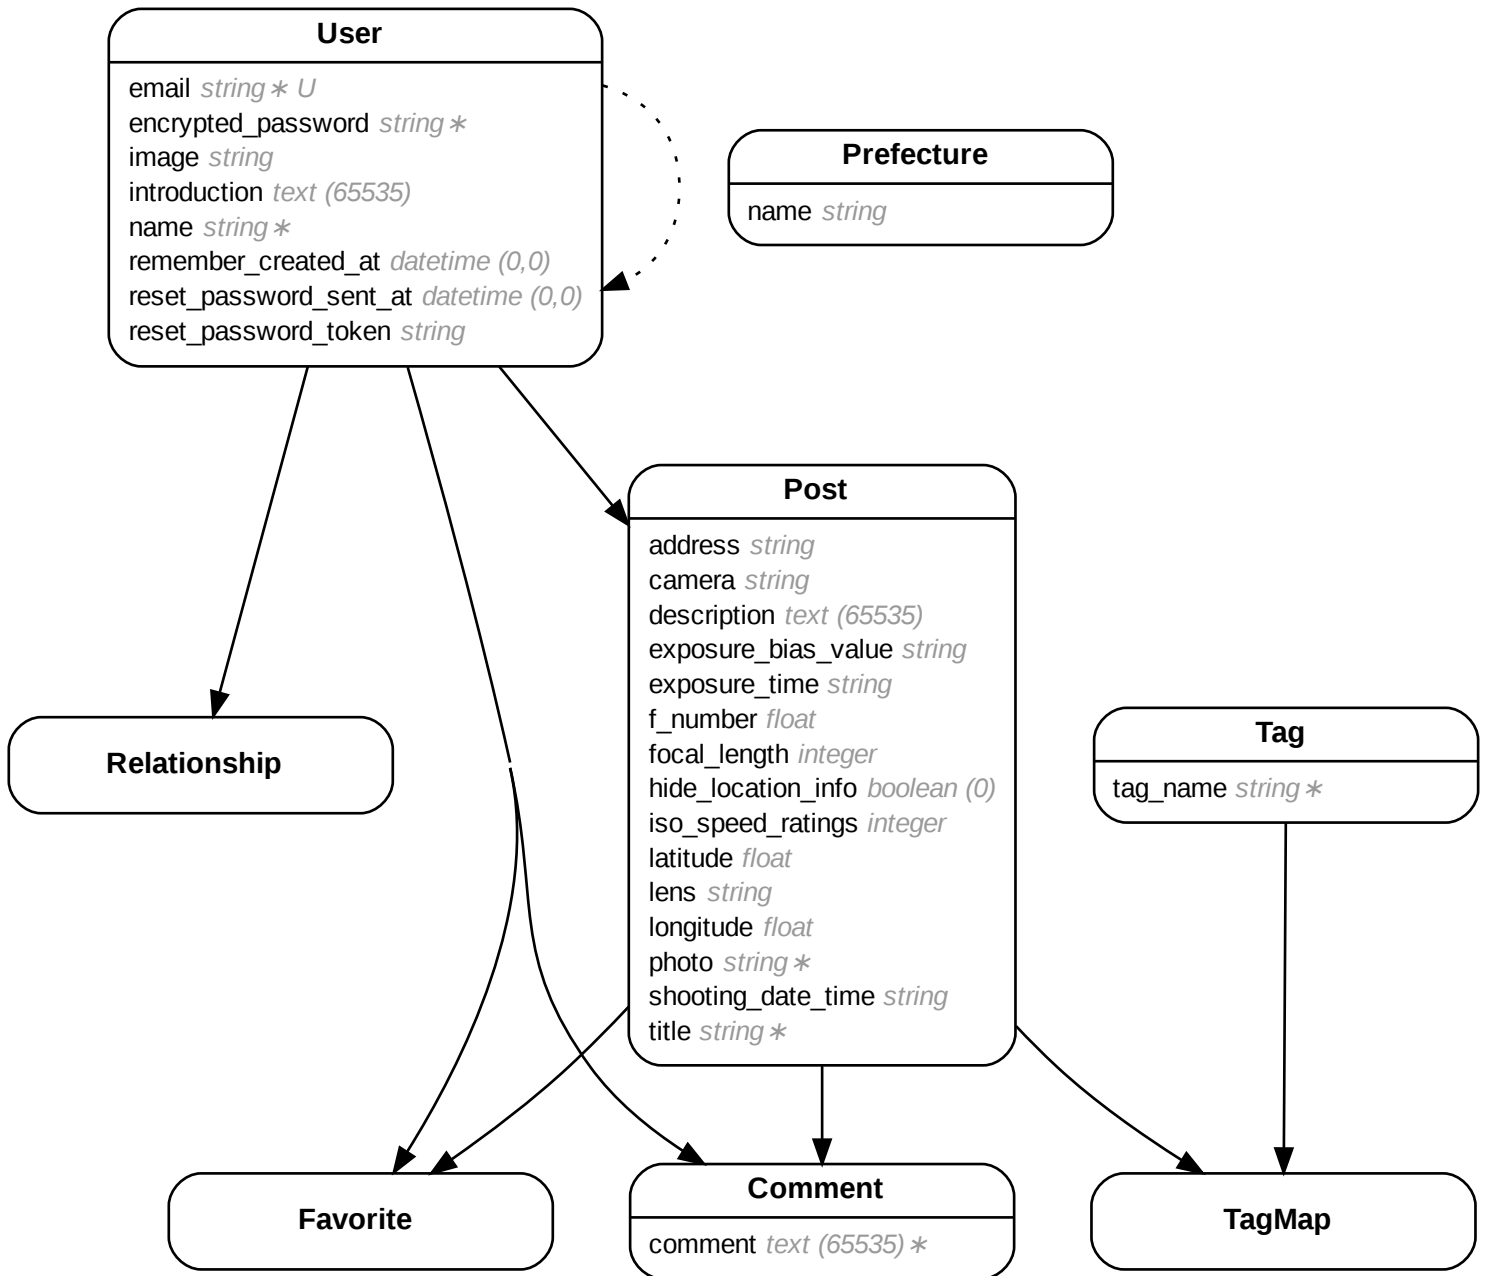 User
email string∗ U
encrypted_password string∗
image string
introduction text (65535)
name string∗
remember_created_at datetime (0,0)
reset_password_sent_at datetime (0,0)
reset_password_token string
Prefecture
name string
Post
address string
camera string
description text (65535)
exposure_bias_value string
exposure_time string
f_number float
focal_length integer
hide_location_info boolean (0)
iso_speed_ratings integer
latitude float
lens string
longitude float
photo string∗
shooting_date_time string
title string∗
Relationship
Tag
tag_name string∗
Favorite
Comment
comment text (65535)∗
TagMap